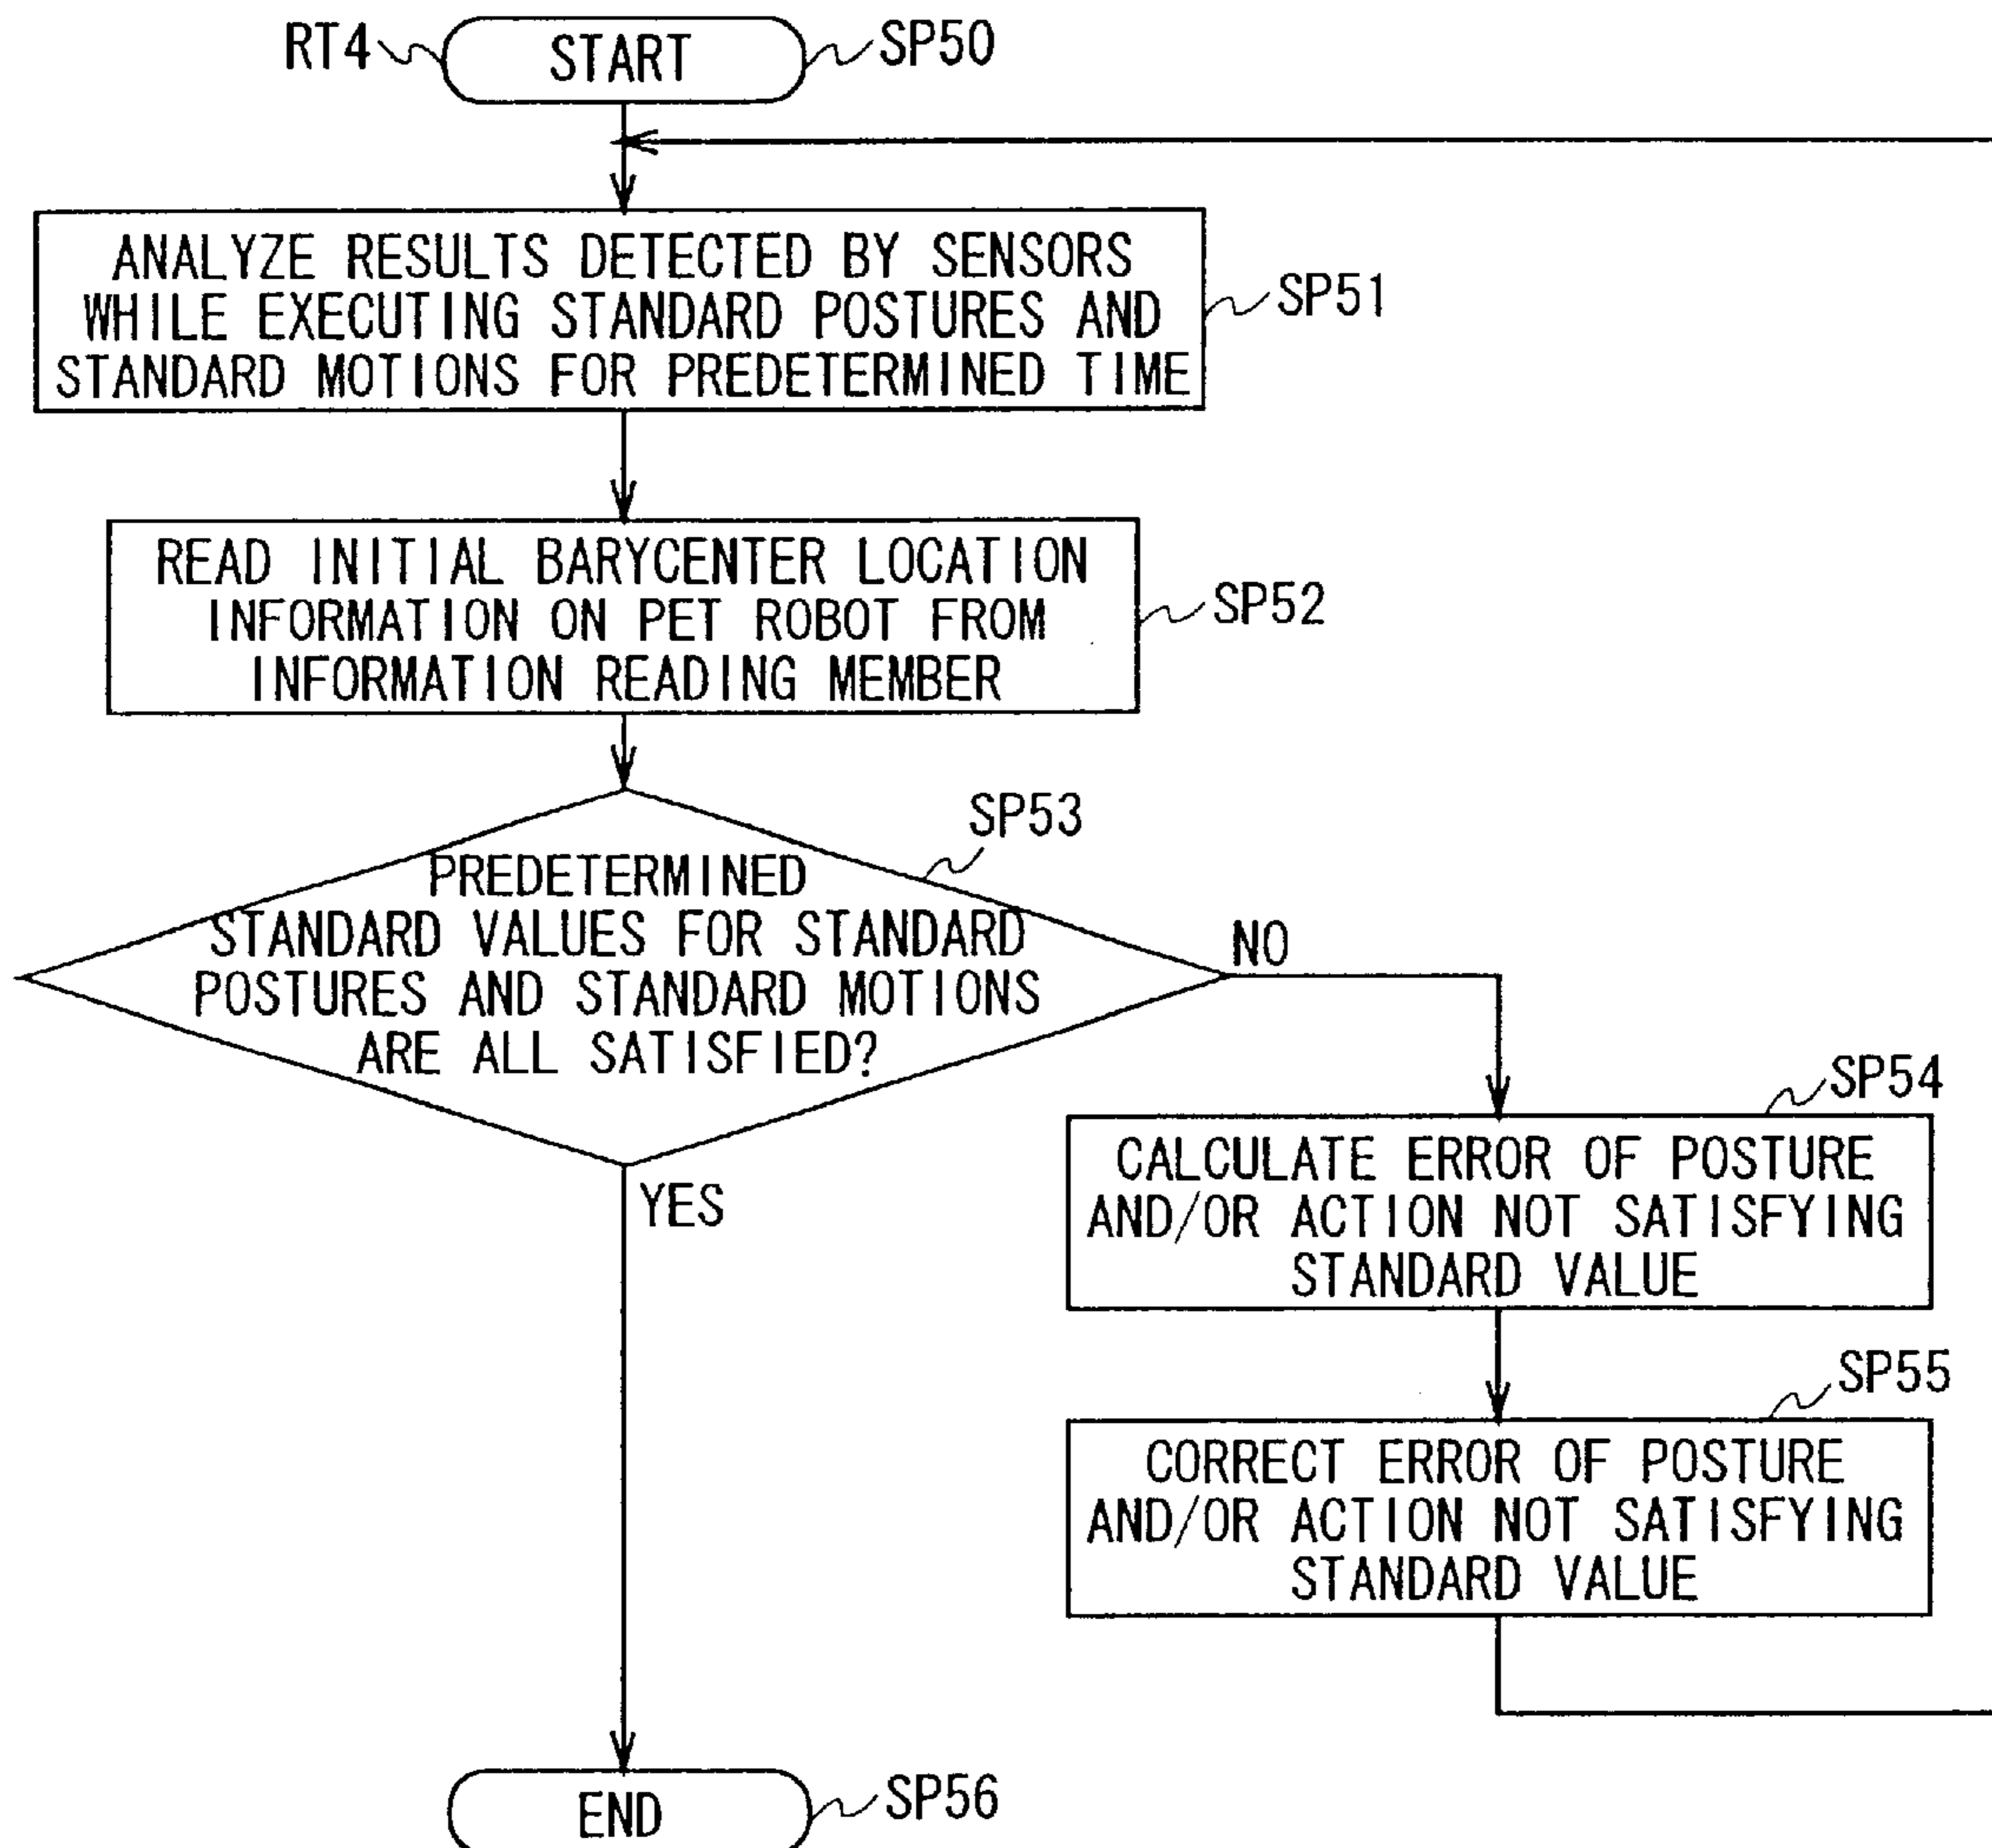 RT4
START
SP50
ANALYZE RESULTS DETECTED BY SENSORS
WHILE EXECUTING STANDARD POSTURES AND
STANDARD MOTIONS FOR PREDETERMINED TIME
SP51
READ INITIAL BARYCENTER LOCATION
INFORMATION ON PET ROBOT FROM
INFORMATION READING MEMBER
SP52
SP53
PREDETERMINED
STANDARD VALUES FOR STANDARD
POSTURES AND STANDARD MOTIONS
ARE ALL SATISFIED?
NO
YES
SP54
CALCULATE ERROR OF POSTURE
AND/OR ACTION NOT SATISFYING
STANDARD VALUE
SP55
CORRECT ERROR OF POSTURE
AND/OR ACTION NOT SATISFYING
STANDARD VALUE
END
SP56